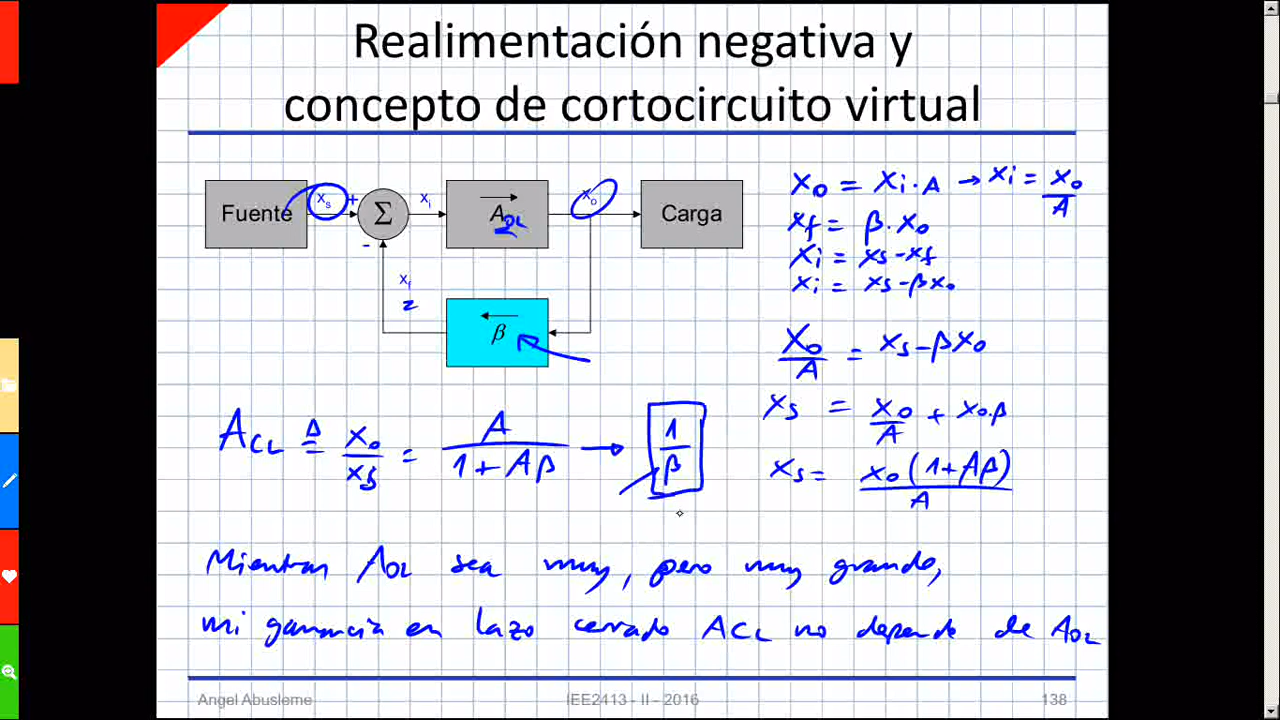 Realimentación negativa y
concepto de cortocircuito virtual
Fuente
xs
+
Σ
-
xi
AOL
xo
Carga
xf
β
xo = xi·A → xi = xo/A
xf = β·xo
xi = xs-xf
xi = xs-βxo
xo/A = xs-βxo
xs = xo/A + xo·β
xs = xo(1+Aβ)/A
ACL ≜ xo/xs = A/(1+Aβ) → 1/β
Mientras AOL sea muy, pero muy grande,
mi ganancia en lazo cerrado ACL no depende de AOL
Angel Abusleme
IEE2413 - II - 2016
138